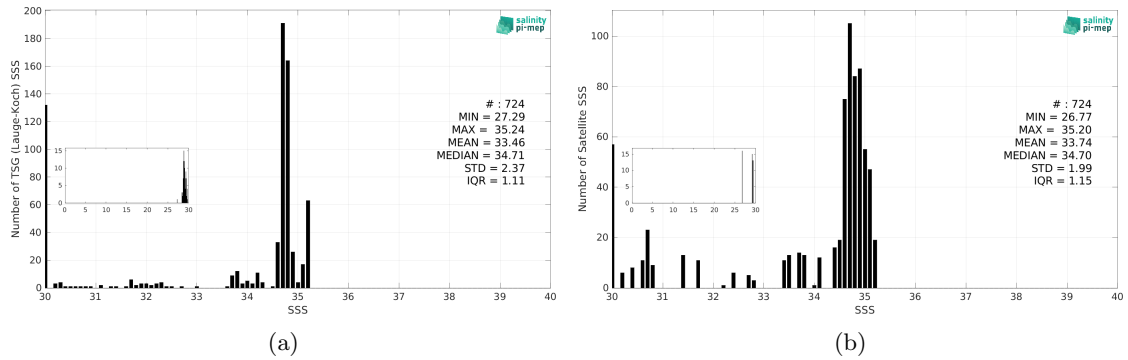 200
180
160
140
120
100
80
60
40
20
0
30
31
32
33
34
35
36
37
38
39
40
SSS
Number of TSG (Lauge-Koch) SSS
salinity
pi-mep
# : 724
MIN = 27.29
MAX = 35.24
MEAN = 33.46
MEDIAN = 34.71
STD = 2.37
IQR = 1.11
15
10
5
0
0
5
10
15
20
25
30
(a)
100
80
60
40
20
0
30
31
32
33
34
35
36
37
38
39
40
SSS
Number of Satellite SSS
salinity
pi-mep
# : 724
MIN = 26.77
MAX = 35.20
MEAN = 33.74
MEDIAN = 34.70
STD = 1.99
IQR = 1.15
15
10
5
0
0
5
10
15
20
25
30
(b)